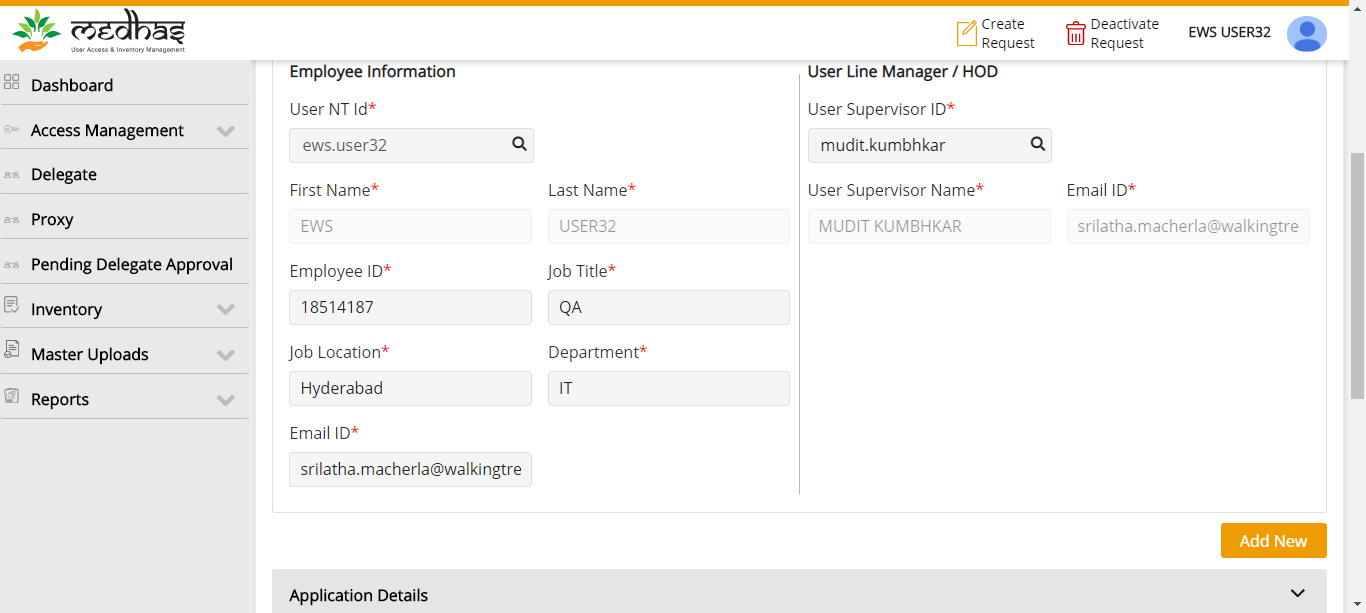 medhas
User Access & Inventory Management
Create
Request
Deactivate
Request
EWS USER32
Dashboard
Access Management
Delegate
Proxy
Pending Delegate Approval
Inventory
Master Uploads
Reports
Employee Information
User NT Id*
ews.user32
First Name*
Last Name*
EWS
USER32
Employee ID*
Job Title*
18514187
QA
Job Location*
Department*
Hyderabad
IT
Email ID*
srilatha.macherla@walkingtre
User Line Manager / HOD
User Supervisor ID*
mudit.kumbhkar
User Supervisor Name*
Email ID*
MUDIT KUMBHKAR
srilatha.macherla@walkingtre
Add New
Application Details